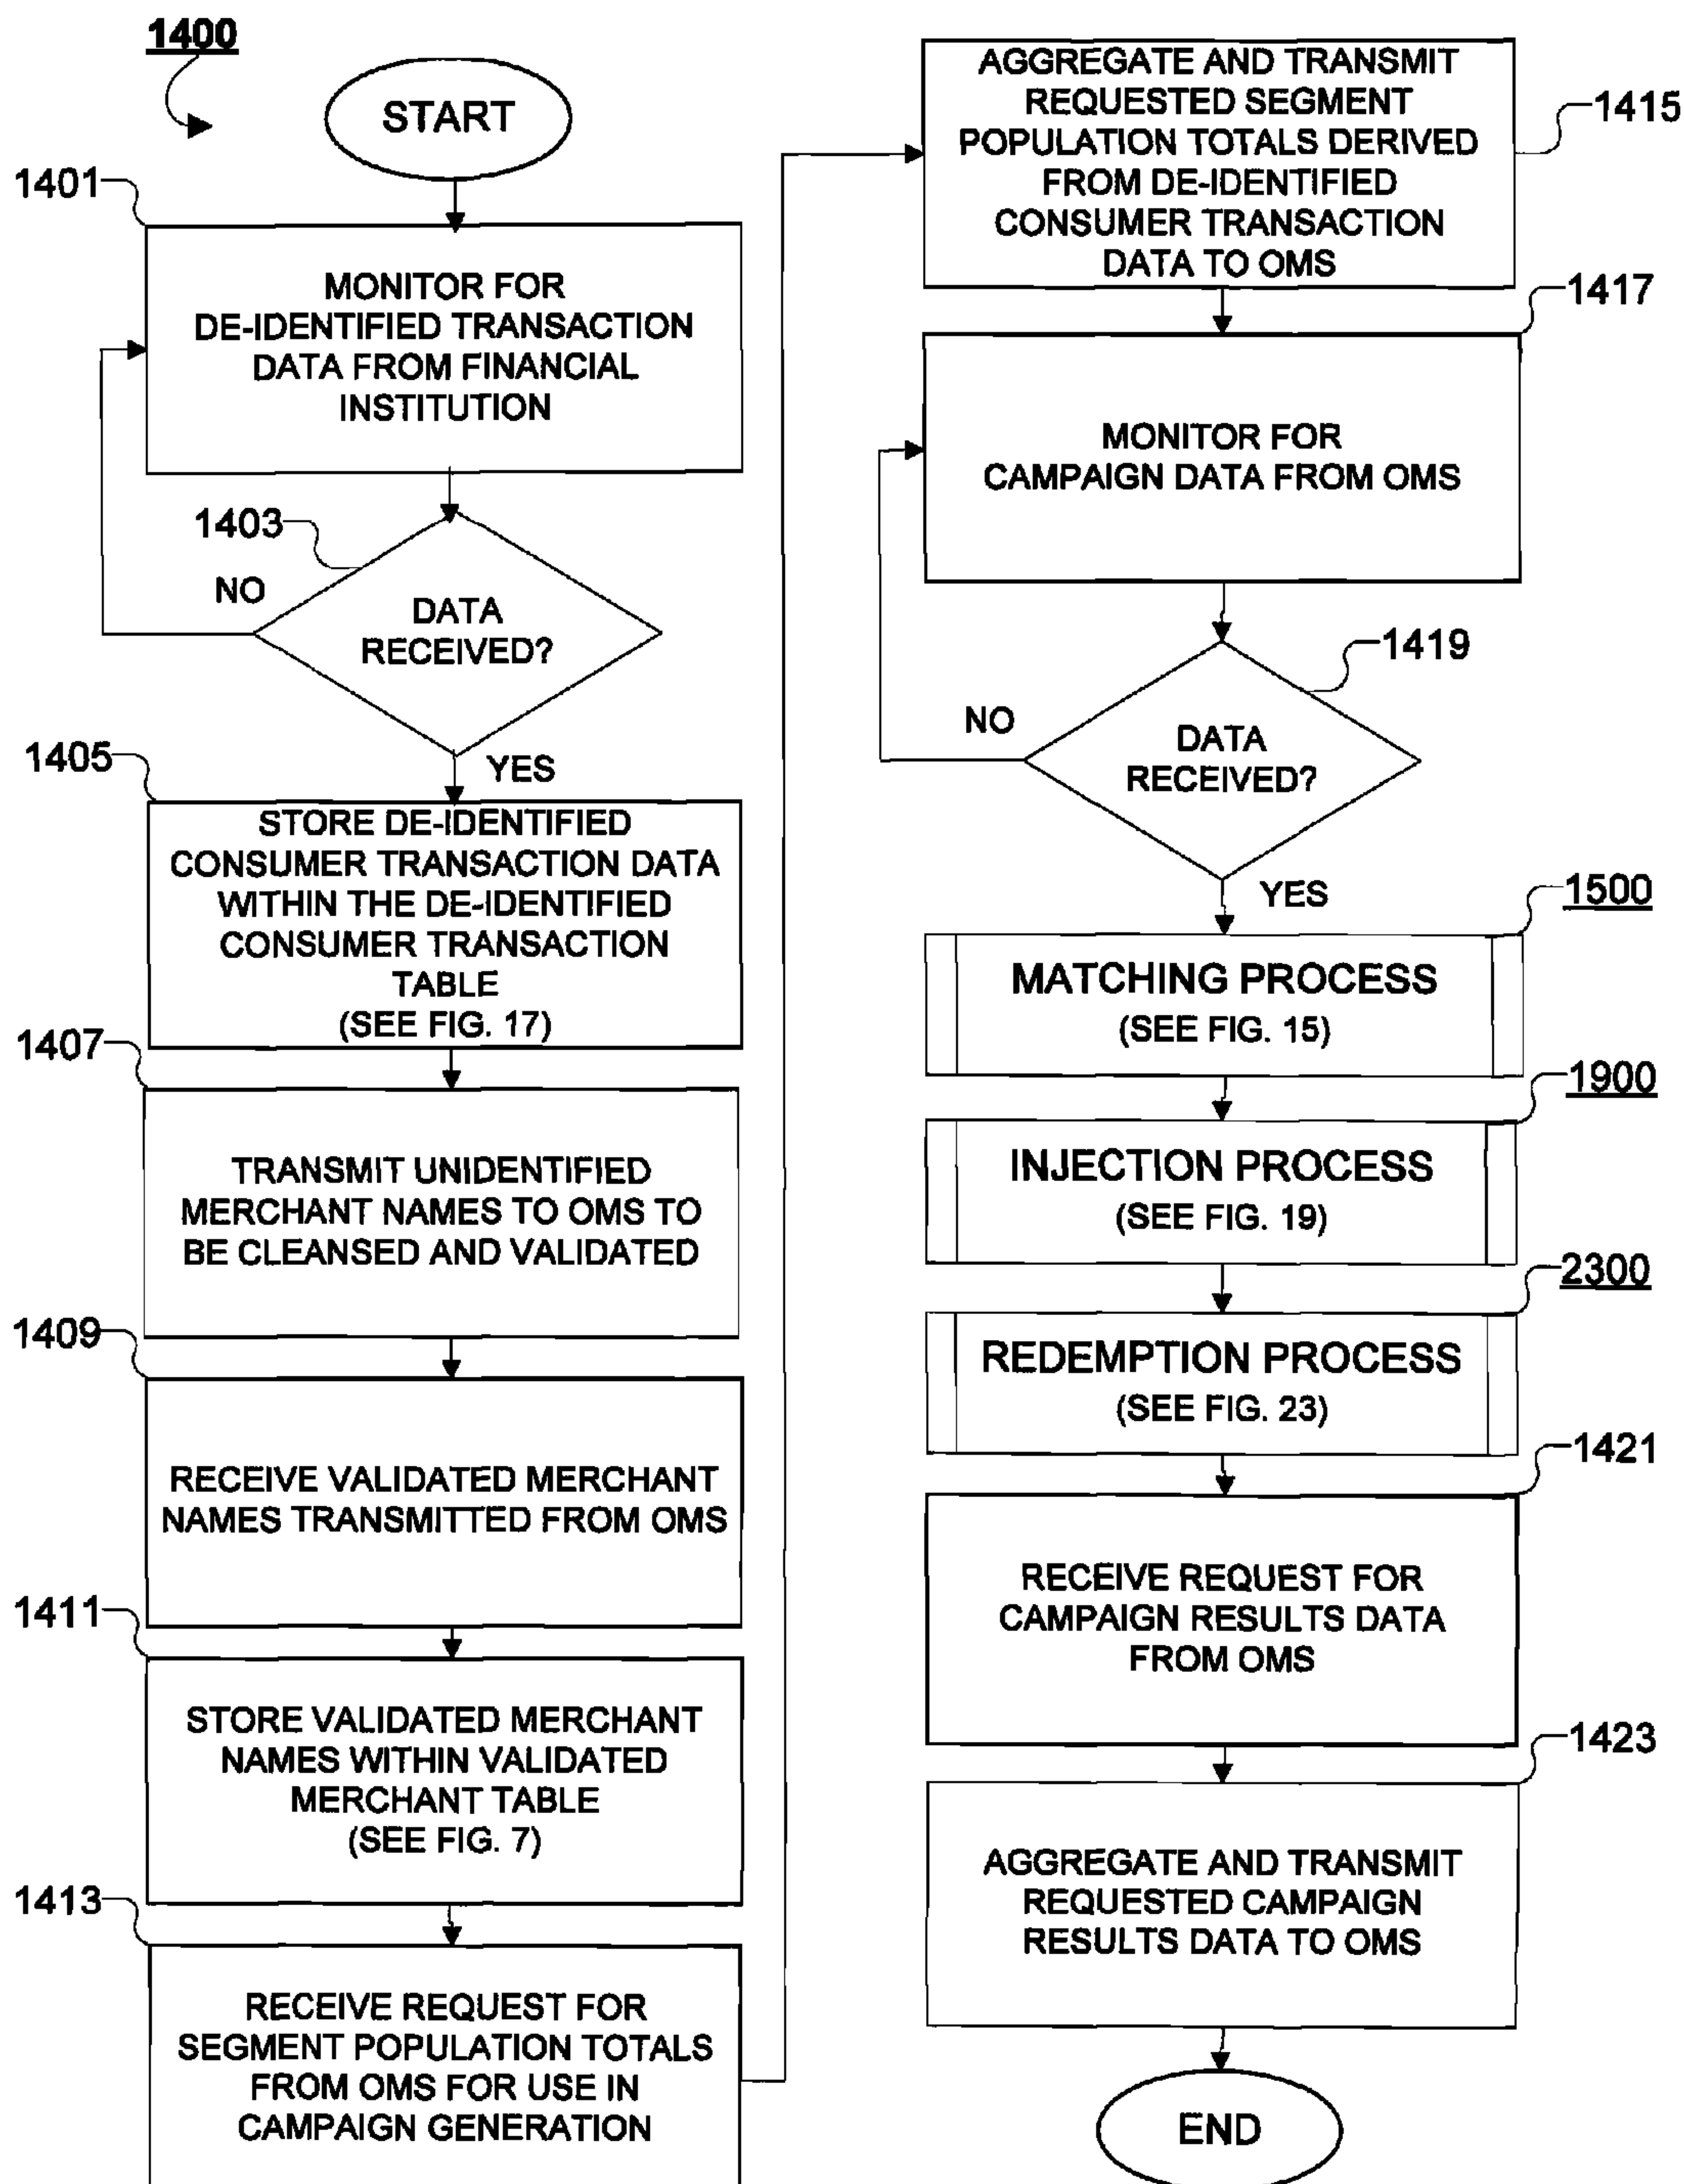 1400
START
1401
MONITOR FOR
DE-IDENTIFIED TRANSACTION
DATA FROM FINANCIAL
INSTITUTION
1403
NO
DATA
RECEIVED?
YES
1405
STORE DE-IDENTIFIED
CONSUMER TRANSACTION DATA
WITHIN THE DE-IDENTIFIED
CONSUMER TRANSACTION
TABLE
(SEE FIG. 17)
1407
TRANSMIT UNIDENTIFIED
MERCHANT NAMES TO OMS TO
BE CLEANSED AND VALIDATED
1409
RECEIVE VALIDATED MERCHANT
NAMES TRANSMITTED FROM OMS
1411
STORE VALIDATED MERCHANT
NAMES WITHIN VALIDATED
MERCHANT TABLE
(SEE FIG. 7)
1413
RECEIVE REQUEST FOR
SEGMENT POPULATION TOTALS
FROM OMS FOR USE IN
CAMPAIGN GENERATION
AGGREGATE AND TRANSMIT
REQUESTED SEGMENT
POPULATION TOTALS DERIVED
FROM DE-IDENTIFIED
CONSUMER TRANSACTION
DATA TO OMS
1415
1417
MONITOR FOR
CAMPAIGN DATA FROM OMS
1419
NO
DATA
RECEIVED?
YES
1500
MATCHING PROCESS
(SEE FIG. 15)
1900
INJECTION PROCESS
(SEE FIG. 19)
2300
REDEMPTION PROCESS
(SEE FIG. 23)
1421
RECEIVE REQUEST FOR
CAMPAIGN RESULTS DATA
FROM OMS
1423
AGGREGATE AND TRANSMIT
REQUESTED CAMPAIGN
RESULTS DATA TO OMS
END